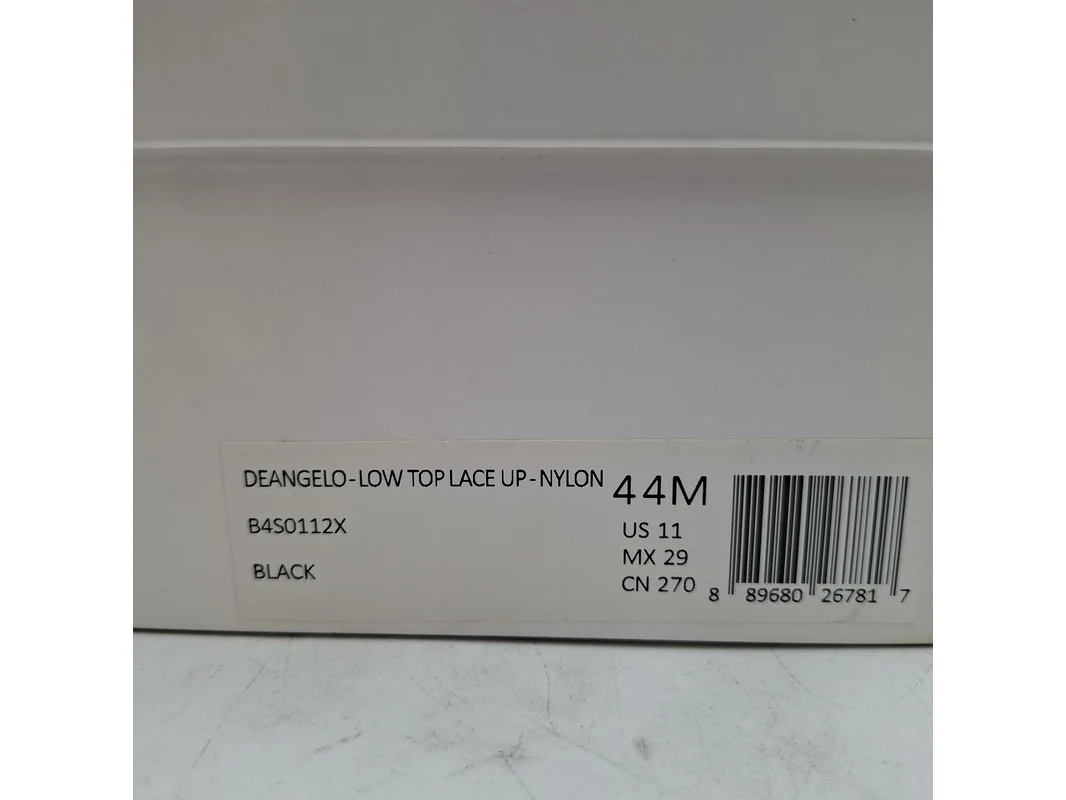 DEANGELO - LOW TOP LACE UP - NYLON 44M
B4S0112X US 11
MX 29
BLACK CN 270
8 89680 26781 7